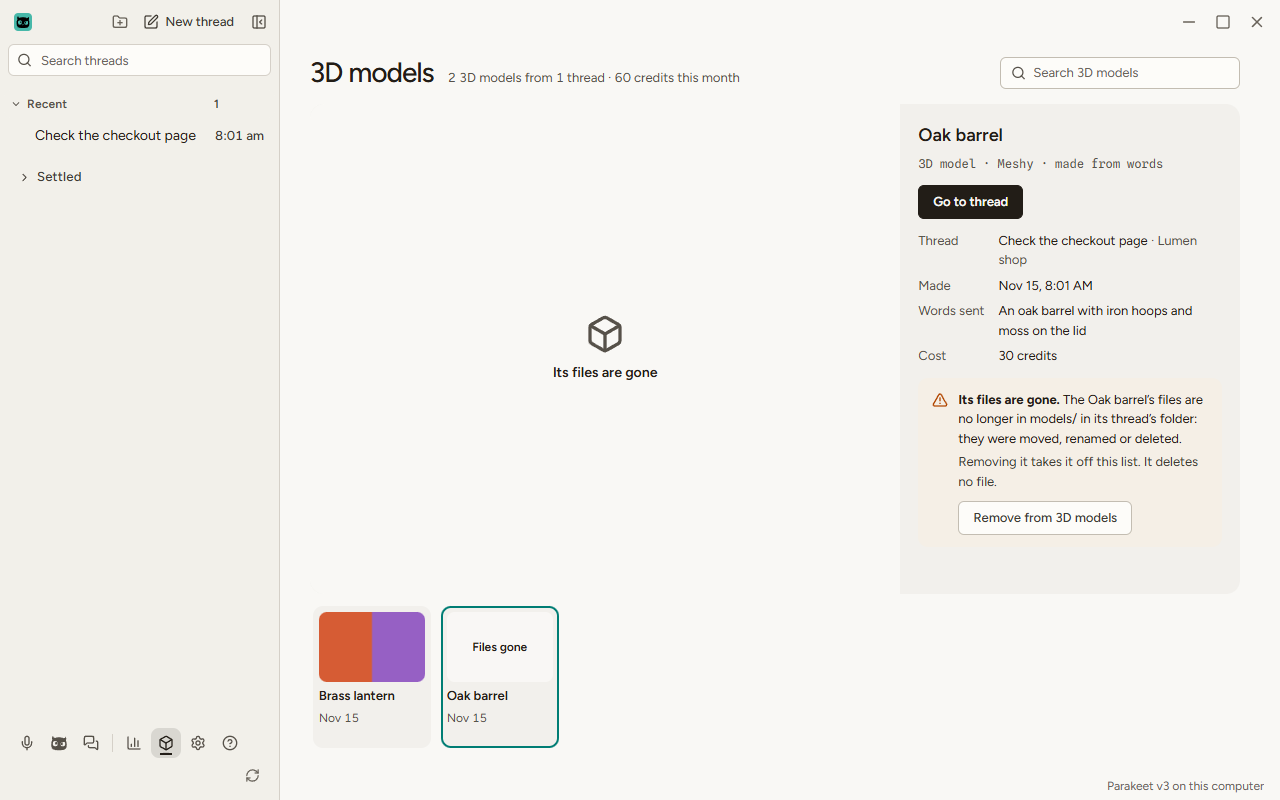 New thread
Search threads
Recent 1
Check the checkout page 8:01 am
Settled
3D models 2 3D models from 1 thread · 60 credits this month
Search 3D models
Its files are gone
Oak barrel
3D model · Meshy · made from words
Go to thread
Thread Check the checkout page · Lumen
shop
Made Nov 15, 8:01 AM
Words sent An oak barrel with iron hoops and
moss on the lid
Cost 30 credits
Its files are gone. The Oak barrel’s files are
no longer in models/ in its thread’s folder:
they were moved, renamed or deleted.
Removing it takes it off this list. It deletes
no file.
Remove from 3D models
Files gone
Brass lantern
Nov 15
Oak barrel
Nov 15
Parakeet v3 on this computer